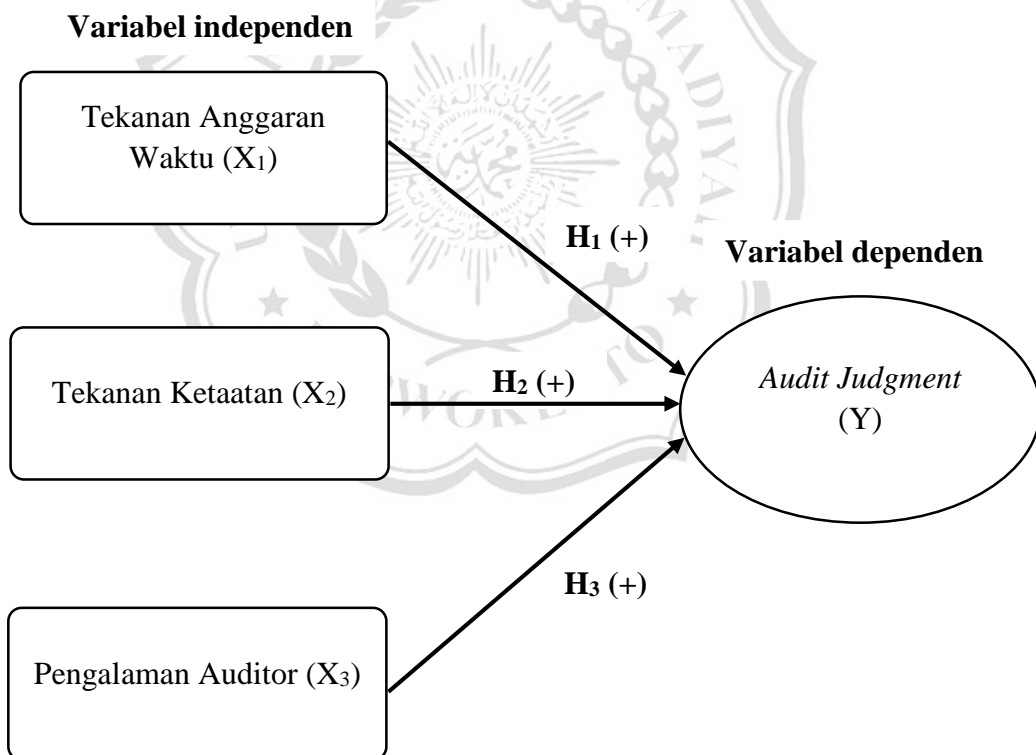 Variabel independen
Tekanan Anggaran
Waktu (X₁)
H₁ (+)
Variabel dependen
Tekanan Ketaatan (X₂)
H₂ (+)
Audit Judgment
(Y)
H₃ (+)
Pengalaman Auditor (X₃)